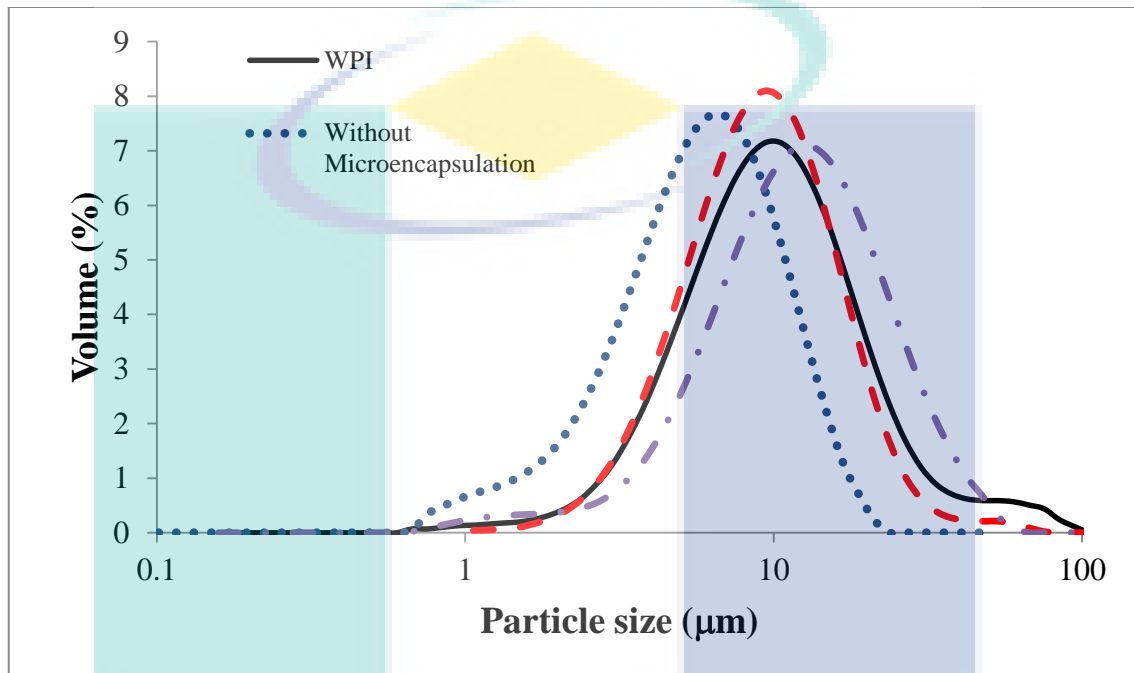 9
WPI
8
Without
Microencapsulation
7
6
5
4
3
2
1
0
Volume (%)
0.1 1 10 100
Particle size (μm)